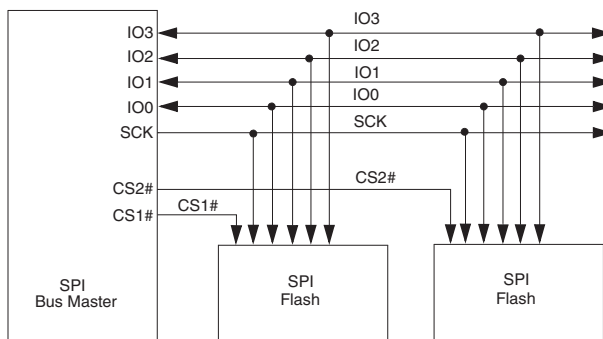 IO3
IO3
IO2
IO2
IO1
IO1
IO0
IO0
SCK
SCK
CS2#
CS2#
CS1#
CS1#
SPI
Bus Master
SPI
Flash
SPI
Flash